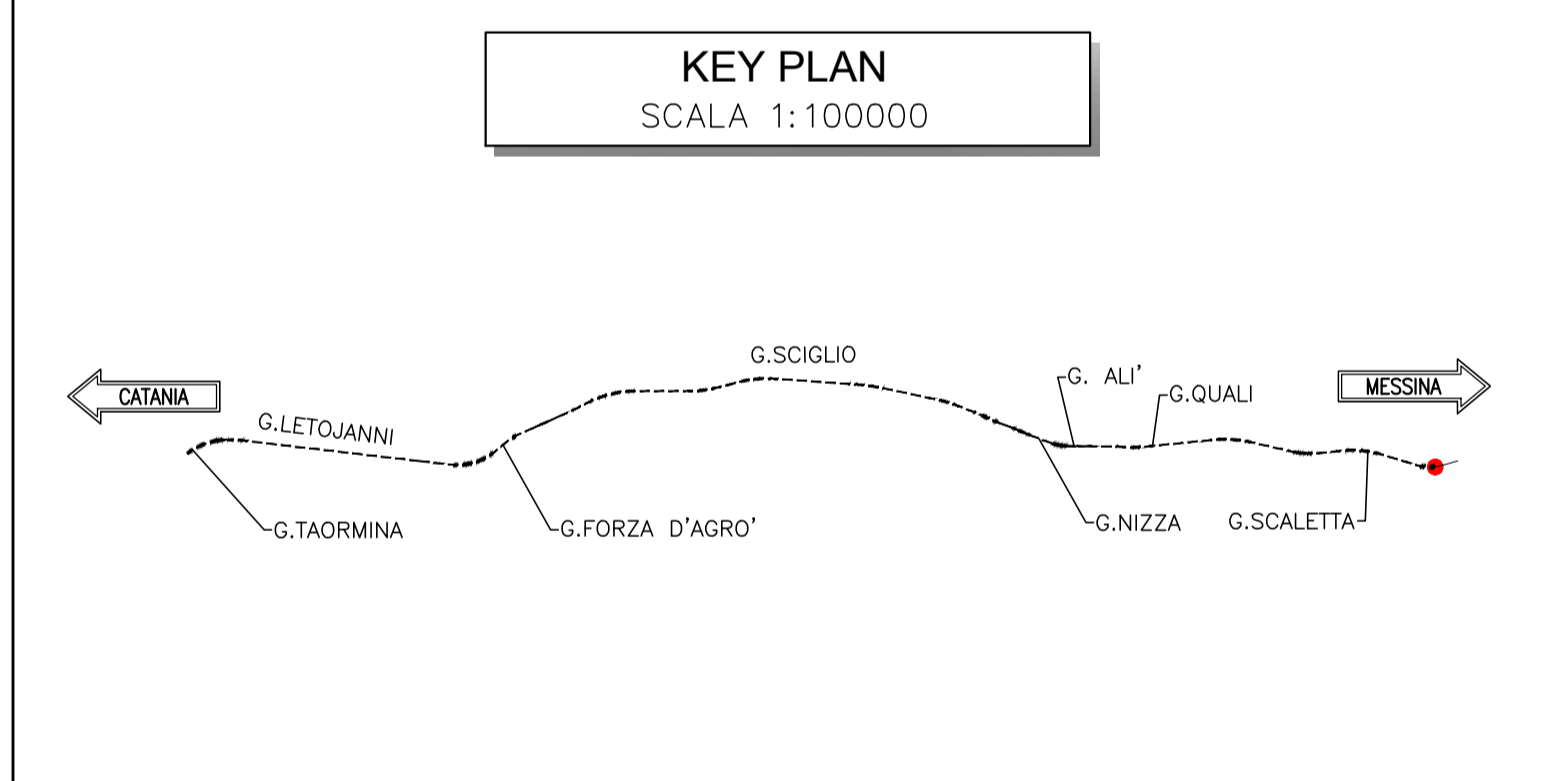 KEY PLAN
SCALA 1:100000
G.SCIGLIO
G. ALI'
G.QUALI
CATANIA
MESSINA
G.LETOJANNI
G.TAORMINA
G.FORZA D'AGRO'
G.NIZZA
G.SCALETTA